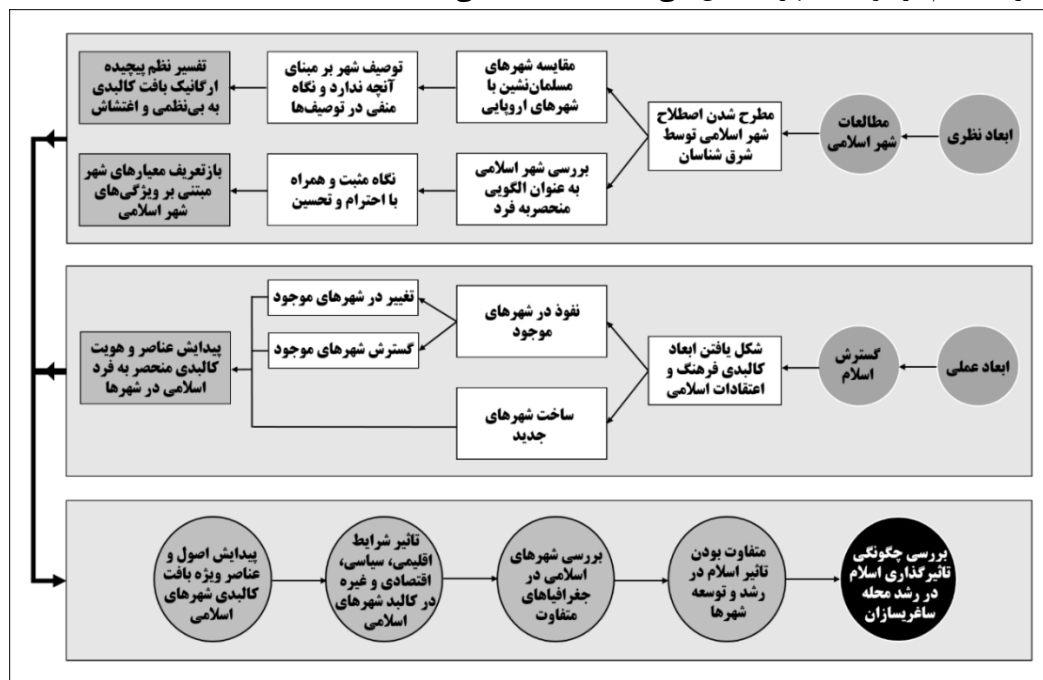 ابعاد نظری
مطالعات
شهر اسلامی
مطرح شدن اصطلاح
شهر اسلامی توسط
شرق شناسان
مقایسه شهرهای
مسلمان‌نشین با
شهرهای اروپایی
توصیف شهر بر مبنای
آنچه ندارد و نگاه
منفی در توصیف‌ها
تفسیر نظم پیچیده
ارگانیک بافت کالبدی
به بی‌نظمی و اغتشاش
بررسی شهر اسلامی
به عنوان الگویی
منحصربه فرد
نگاه مثبت و همراه
با احترام و تحسین
بازتعریف معیارهای شهر
مبتنی بر ویژگی‌های
شهر اسلامی
ابعاد عملی
گسترش
اسلام
شکل یافتن ابعاد
کالبدی فرهنگ و
اعتقادات اسلامی
نفوذ در شهرهای
موجود
تغییر در شهرهای موجود
گسترش شهرهای موجود
ساخت شهرهای
جدید
پیدایش عناصر و هویت
کالبدی منحصر به فرد
اسلامی در شهرها
پیدایش اصول و
عناصر ویژه بافت
کالبدی شهرهای
اسلامی
تاثیر شرایط
اقلیمی، سیاسی،
اقتصادی و غیره
در کالبد شهرهای
اسلامی
بررسی شهرهای
اسلامی در
جغرافیاهای
متفاوت
متفاوت بودن
تاثیر اسلام در
رشد و توسعه
شهرها
بررسی چگونگی
تاثیرگذاری اسلام
در رشد محله
ساغریسازان